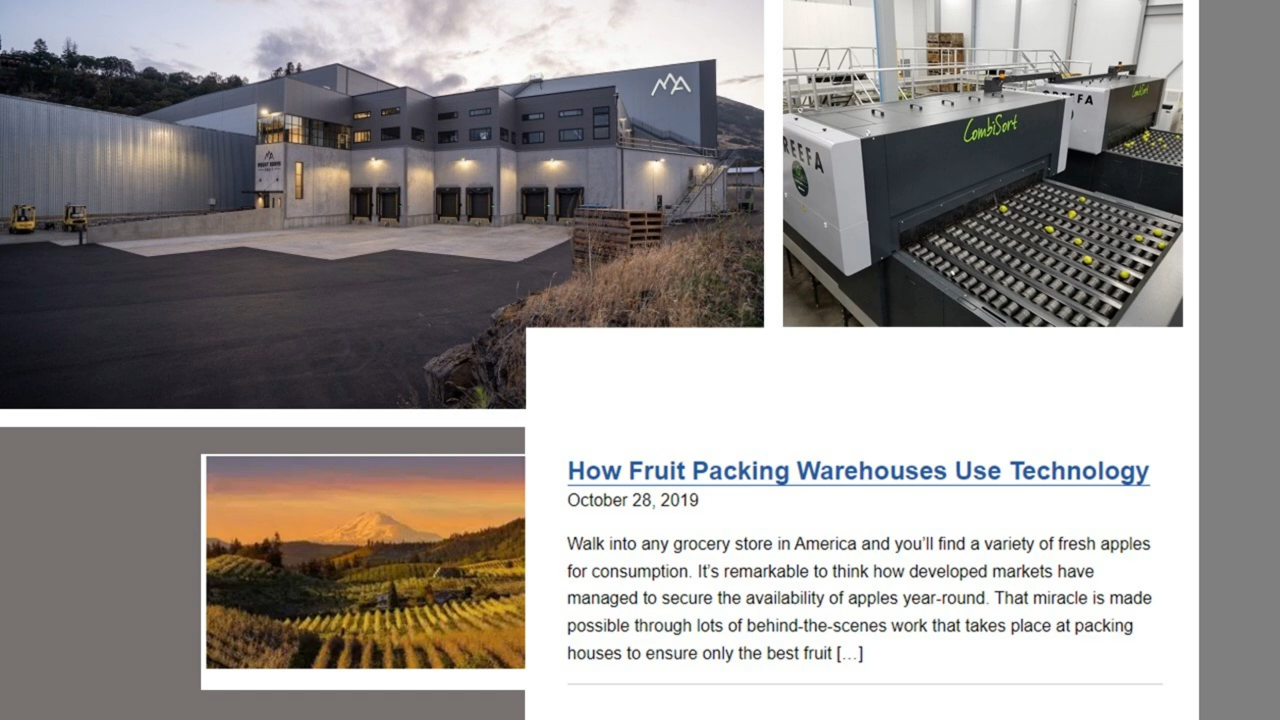 CombiSort
REEFA
How Fruit Packing Warehouses Use Technology
October 28, 2019
Walk into any grocery store in America and you’ll find a variety of fresh apples
for consumption. It’s remarkable to think how developed markets have
managed to secure the availability of apples year-round. That miracle is made
possible through lots of behind-the-scenes work that takes place at packing
houses to ensure only the best fruit […]